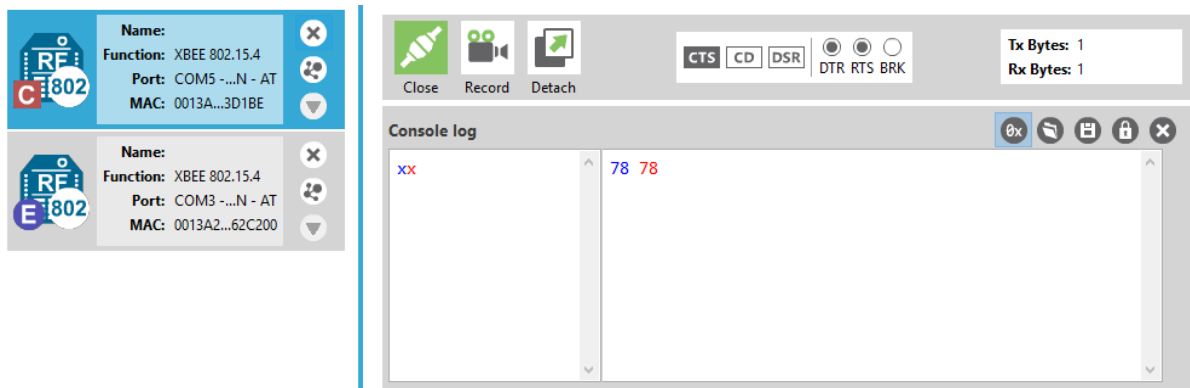 Name:
Function: XBEE 802.15.4
Port: COM5 -...N - AT
MAC: 0013A...3D1BE
RF
802
C
Name:
Function: XBEE 802.15.4
Port: COM3 -...N - AT
MAC: 0013A2...62C200
RF
802
E
Close Record Detach
CTS CD DSR DTR RTS BRK
Tx Bytes: 1
Rx Bytes: 1
Console log
0x
xx 78 78